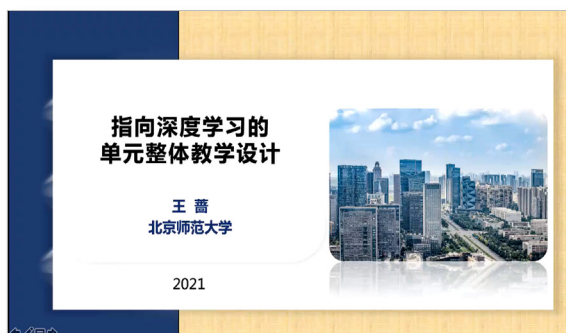 指向深度学习的
单元整体教学设计
王 蔷
北京师范大学
2021